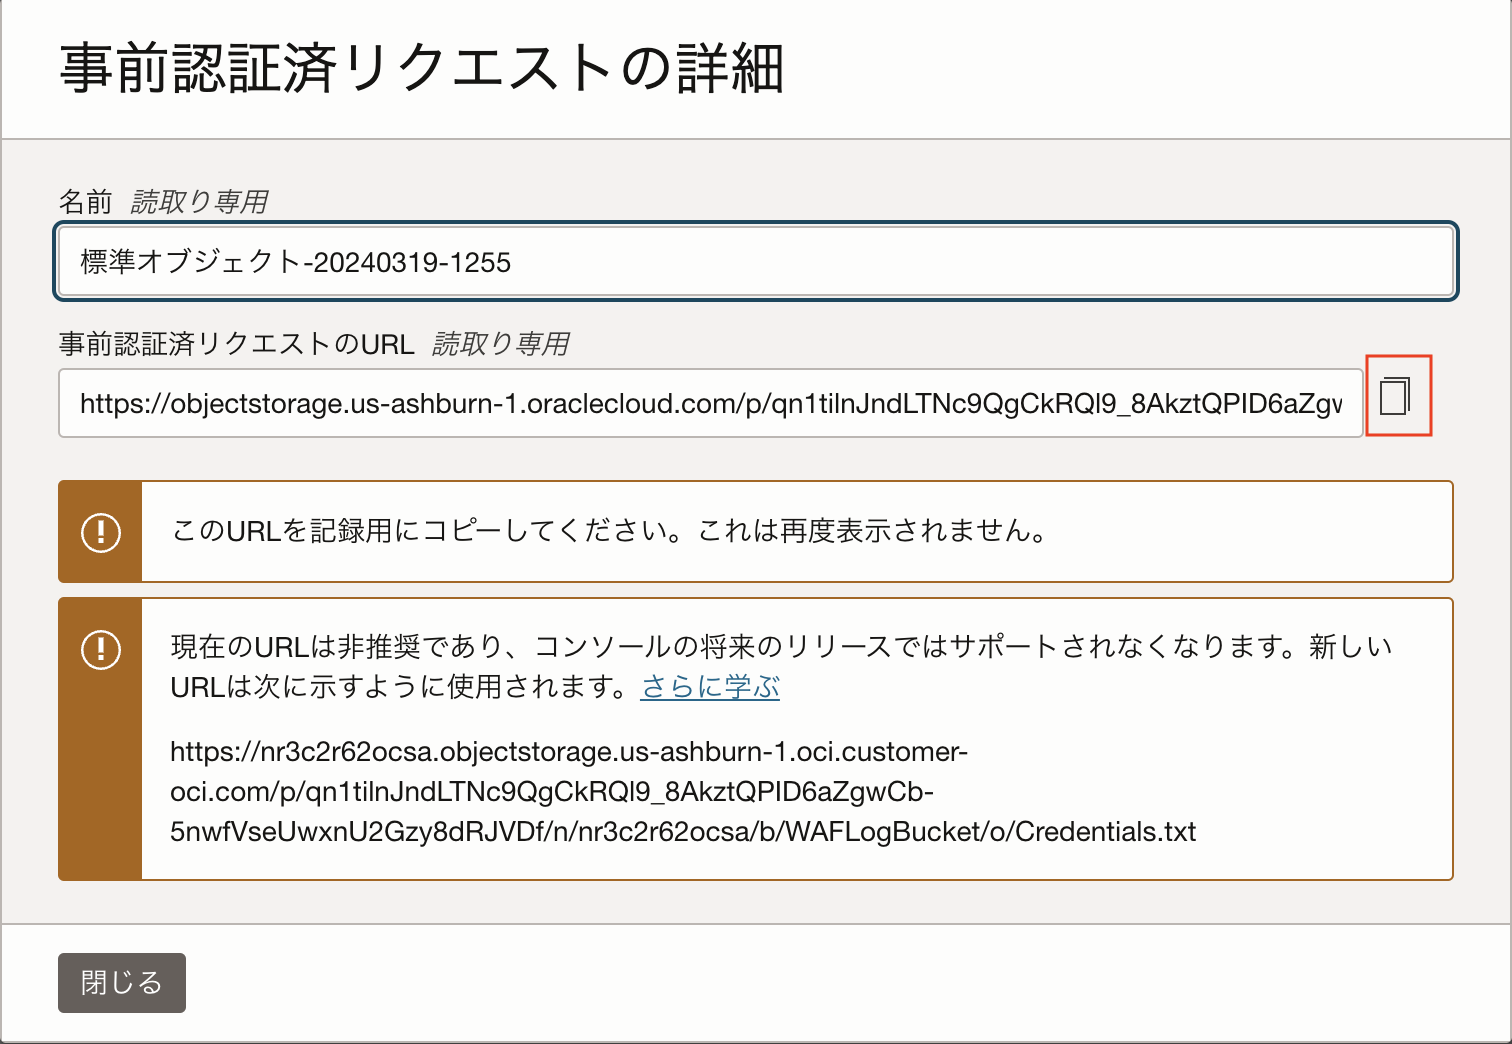 事前認証済リクエストの詳細
名前 読取り専用
標準オブジェクト-20240319-1255
事前認証済リクエストのURL 読取り専用
https://objectstorage.us-ashburn-1.oraclecloud.com/p/qn1tilnJndLTNc9QgCkRQl9_8AkztQPID6aZgw
このURLを記録用にコピーしてください。これは再度表示されません。
現在のURLは非推奨であり、コンソールの将来のリリースではサポートされなくなります。新しい
URLは次に示すように使用されます。さらに学ぶ
https://nr3c2r62ocsa.objectstorage.us-ashburn-1.oci.customer-
oci.com/p/qn1tilnJndLTNc9QgCkRQl9_8AkztQPID6aZgwCb-
5nwfVseUwxnU2Gzy8dRJVDf/n/nr3c2r62ocsa/b/WAFLogBucket/o/Credentials.txt
閉じる